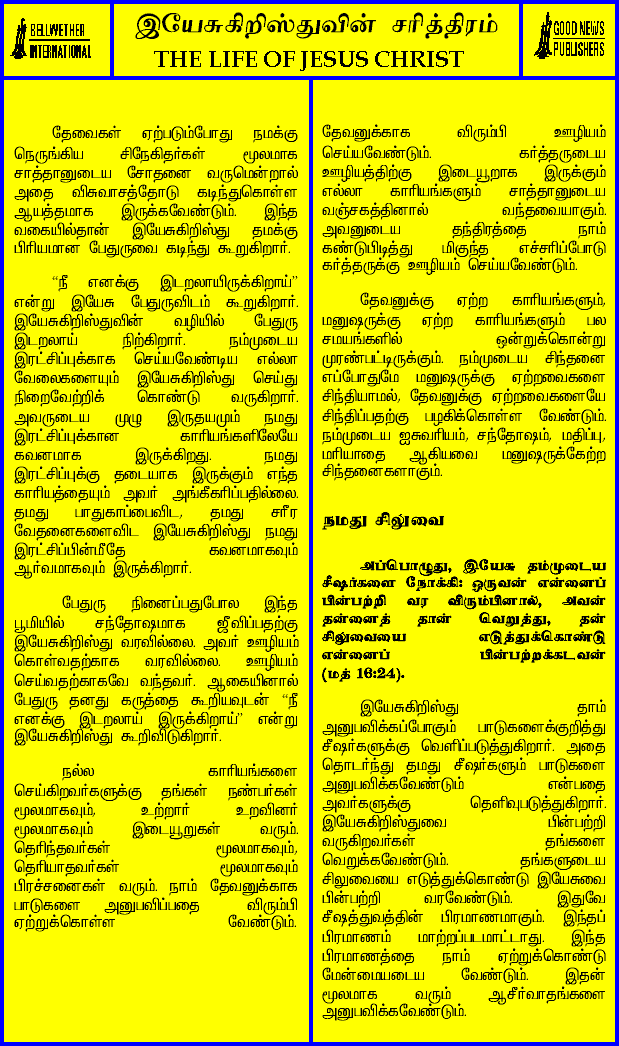 BELLWETHER
INTERNATIONAL
இயேசுகிறிஸ்துவின் சரித்திரம்
THE LIFE OF JESUS CHRIST
GOOD NEWS
PUBLISHERS
தேவைகள் ஏற்படும்போது நமக்கு
நெருங்கிய சிநேகிதர்கள் மூலமாக
சாத்தானுடைய சோதனை வருமென்றால்
அதை விசுவாசத்தோடு கடிந்துகொள்ள
ஆயத்தமாக இருக்கவேண்டும். இந்த
வகையில்தான் இயேசுகிறிஸ்து தமக்கு
பிரியமான பேதுருவை கடிந்து கூறுகிறார்.
“நீ எனக்கு இடறலாயிருக்கிறாய்”
என்று இயேசு பேதுருவிடம் கூறுகிறார்.
இயேசுகிறிஸ்துவின் வழியில் பேதுரு
இடறலாய் நிற்கிறார். நம்முடைய
இரட்சிப்புக்காக செய்யவேண்டிய எல்லா
வேலைகளையும் இயேசுகிறிஸ்து செய்து
நிறைவேற்றிக் கொண்டு வருகிறார்.
அவருடைய முழு இருதயமும் நமது
இரட்சிப்புக்கான காரியங்களிலேயே
கவனமாக இருக்கிறது. நமது
இரட்சிப்புக்கு தடையாக இருக்கும் எந்த
காரியத்தையும் அவர் அங்கீகரிப்பதில்லை.
தமது பாதுகாப்பைவிட, தமது சரீர
வேதனைகளைவிட இயேசுகிறிஸ்து நமது
இரட்சிப்பின்மீதே கவனமாகவும்
ஆர்வமாகவும் இருக்கிறார்.
பேதுரு நினைப்பதுபோல இந்த
பூமியில் சந்தோஷமாக ஜீவிப்பதற்கு
இயேசுகிறிஸ்து வரவில்லை. அவர் ஊழியம்
கொள்வதற்காக வரவில்லை. ஊழியம்
செய்வதற்காகவே வந்தவர். ஆகையினால்
பேதுரு தனது கருத்தை கூறியவுடன் “நீ
எனக்கு இடறலாய் இருக்கிறாய்” என்று
இயேசுகிறிஸ்து கூறிவிடுகிறார்.
நல்ல காரியங்களை
செய்கிறவர்களுக்கு தங்கள் நண்பர்கள்
மூலமாகவும், உற்றார் உறவினர்
மூலமாகவும் இடையூறுகள் வரும்.
தெரிந்தவர்கள் மூலமாகவும்,
தெரியாதவர்கள் மூலமாகவும்
பிரச்சனைகள் வரும். நாம் தேவனுக்காக
பாடுகளை அனுபவிப்பதை விரும்பி
ஏற்றுக்கொள்ள வேண்டும்.
தேவனுக்காக விரும்பி ஊழியம்
செய்யவேண்டும். கர்த்தருடைய
ஊழியத்திற்கு இடையூறாக இருக்கும்
எல்லா காரியங்களும் சாத்தானுடைய
வஞ்சகத்தினால் வந்தவையாகும்.
அவனுடைய தந்திரத்தை நாம்
கண்டுபிடித்து மிகுந்த எச்சரிப்போடு
கர்த்தருக்கு ஊழியம் செய்யவேண்டும்.
தேவனுக்கு ஏற்ற காரியங்களும்,
மனுஷருக்கு ஏற்ற காரியங்களும் பல
சமயங்களில் ஒன்றுக்கொன்று
முரண்பட்டிருக்கும். நம்முடைய சிந்தனை
எப்போதுமே மனுஷருக்கு ஏற்றவைகளை
சிந்தியாமல், தேவனுக்கு ஏற்றவைகளையே
சிந்திப்பதற்கு பழகிக்கொள்ள வேண்டும்.
நம்முடைய ஐசுவரியம், சந்தோஷம், மதிப்பு,
மரியாதை ஆகியவை மனுஷருக்கேற்ற
சிந்தனைகளாகும்.
நமது சிலுவை
அப்பொழுது, இயேசு தம்முடைய
சீஷர்களை நோக்கி: ஒருவன் என்னைப்
பின்பற்றி வர விரும்பினால், அவன்
தன்னைத் தான் வெறுத்து, தன்
சிலுவையை எடுத்துக்கொண்டு
என்னைப் பின்பற்றக்கடவன்
(மத் 16:24).
இயேசுகிறிஸ்து தாம்
அனுபவிக்கப்போகும் பாடுகளைக்குறித்து
சீஷர்களுக்கு வெளிப்படுத்துகிறார். அதை
தொடர்ந்து தமது சீஷர்களும் பாடுகளை
அனுபவிக்கவேண்டும் என்பதை
அவர்களுக்கு தெளிவுபடுத்துகிறார்.
இயேசுகிறிஸ்துவை பின்பற்றி
வருகிறவர்கள் தங்களை
வெறுக்கவேண்டும். தங்களுடைய
சிலுவையை எடுத்துக்கொண்டு இயேசுவை
பின்பற்றி வரவேண்டும். இதுவே
சீஷத்துவத்தின் பிரமாணமாகும். இந்தப்
பிரமாணம் மாற்றப்படமாட்டாது. இந்த
பிரமாணத்தை நாம் ஏற்றுக்கொண்டு
மேன்மையடைய வேண்டும். இதன்
மூலமாக வரும் ஆசீர்வாதங்களை
அனுபவிக்கவேண்டும்.